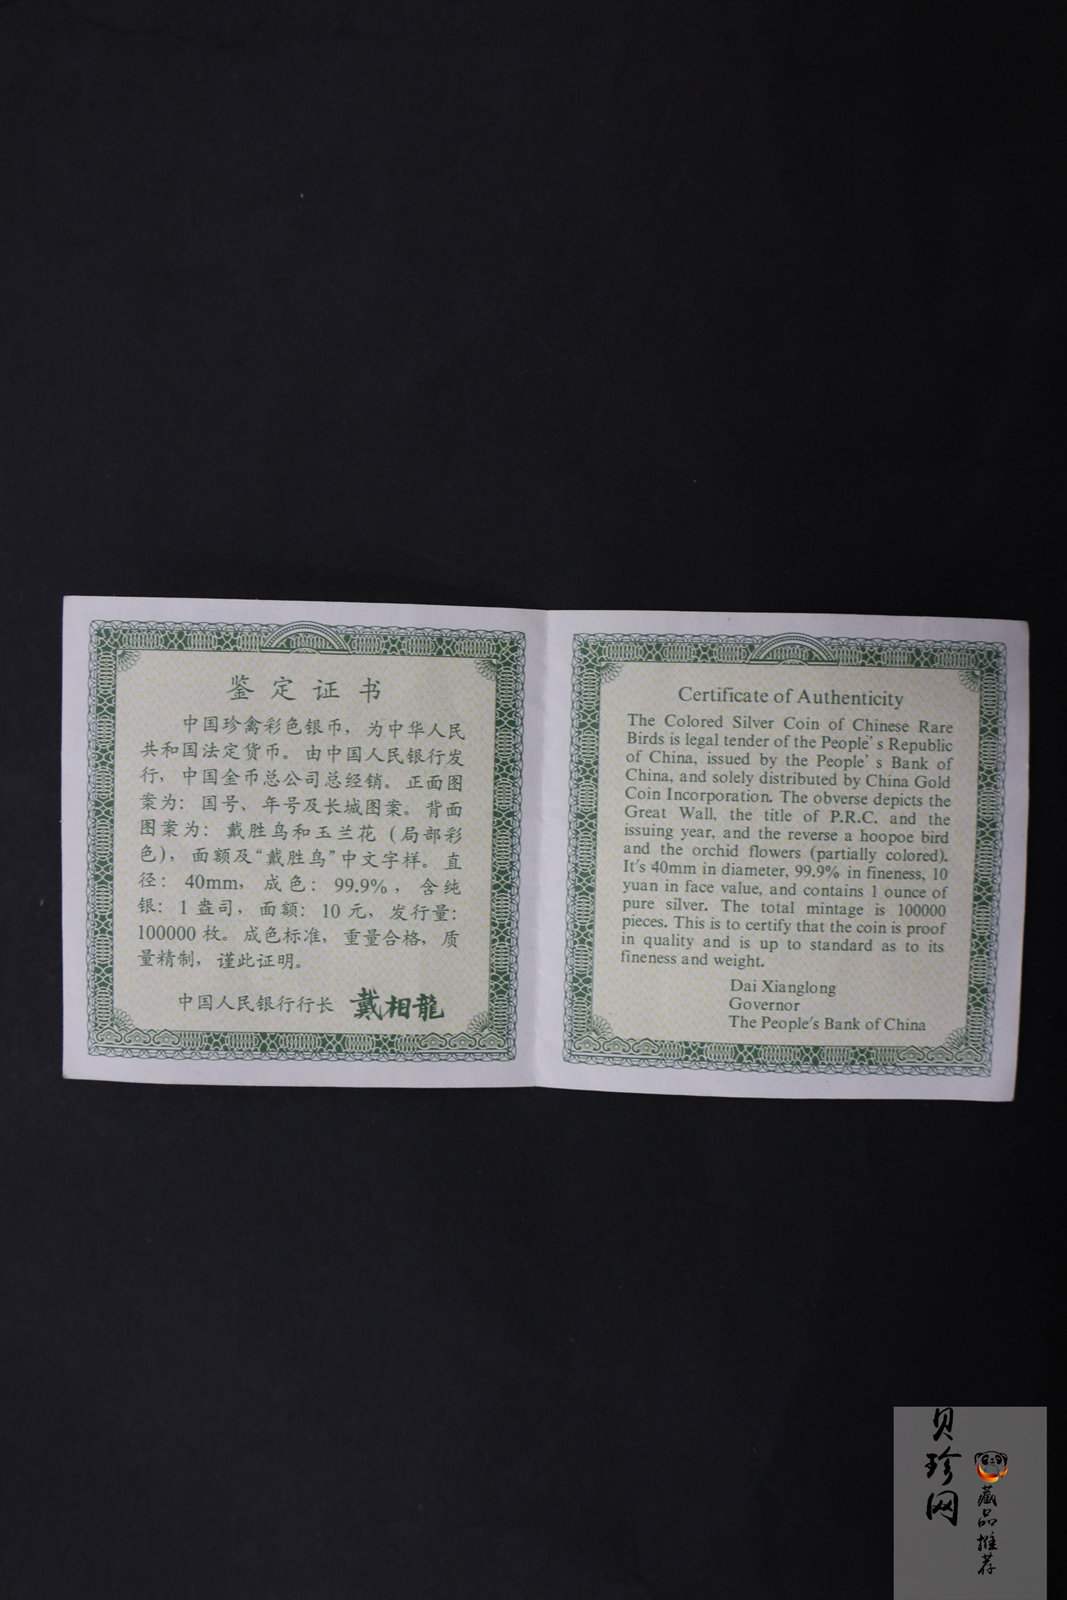 鉴定证书
中国珍禽彩色银币，为中华人民
共和国法定货币。由中国人民银行发
行，中国金币总公司总经销。正面图
案为：国号、年号及长城图案。背面
图案为：戴胜鸟和玉兰花（局部彩
色），面额及“戴胜鸟”中文字样。直
径：40mm，成色：99.9%，含纯
银：1盎司，面额：10元，发行量：
100000枚。成色标准，重量合格，质
量精制，谨此证明。
中国人民银行行长 戴相龍
Certificate of Authenticity
The Colored Silver Coin of Chinese Rare
Birds is legal tender of the People's Republic
of China, issued by the People's Bank of
China, and solely distributed by China Gold
Coin Incorporation. The obverse depicts the
Great Wall, the title of P.R.C. and the
issuing year, and the reverse a hoopoe bird
and the orchid flowers (partially colored).
It's 40mm in diameter, 99.9% in fineness, 10
yuan in face value, and contains 1 ounce of
pure silver. The total mintage is 100000
pieces. This is to certify that the coin is proof
in quality and is up to standard as to its
fineness and weight.
Dai Xianglong
Governor
The People's Bank of China
贝珍网
藏品推荐